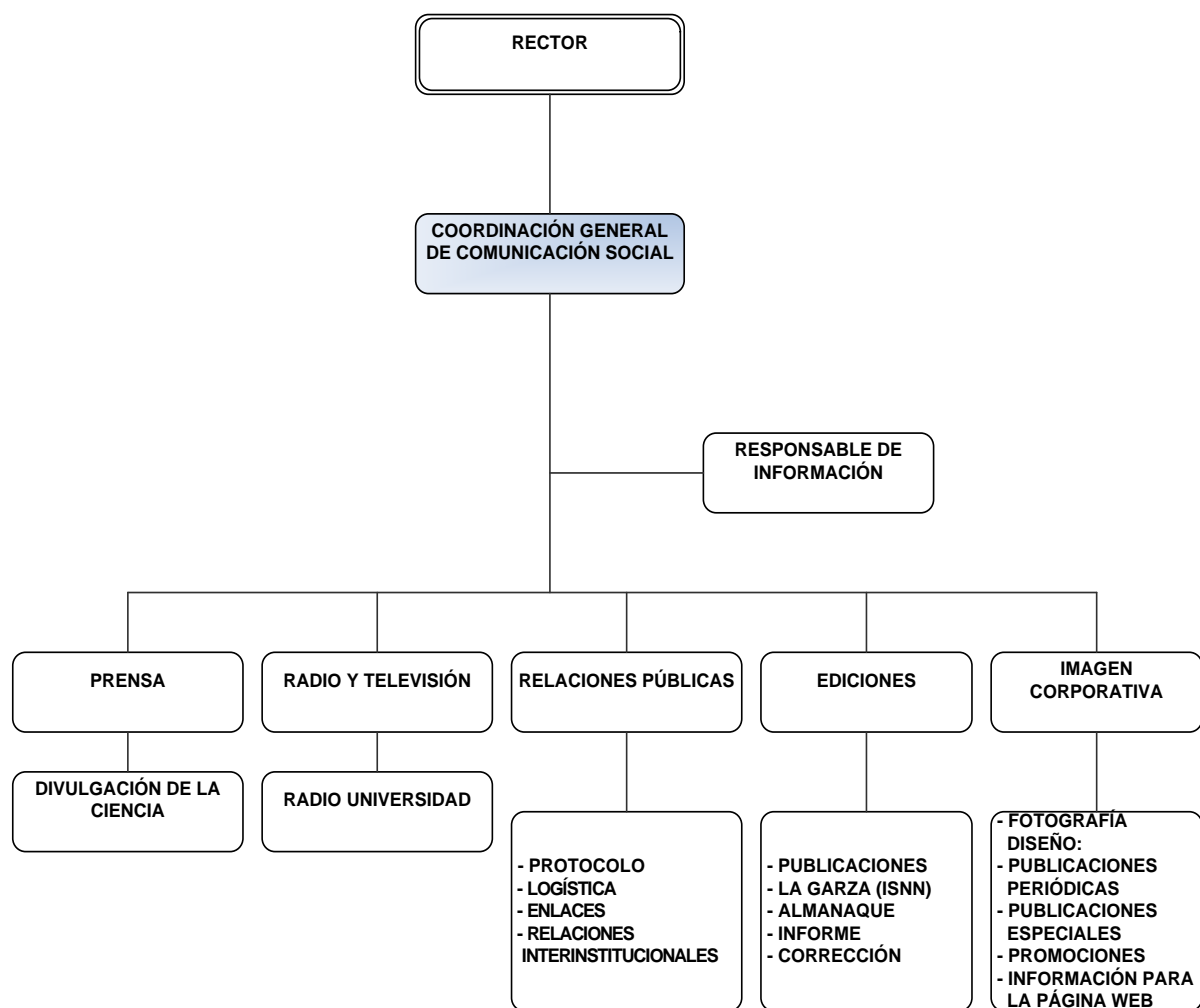 RECTOR
COORDINACIÓN GENERAL
DE COMUNICACIÓN SOCIAL
RESPONSABLE DE
INFORMACIÓN
PRENSA
RADIO Y TELEVISIÓN
RELACIONES PÚBLICAS
EDICIONES
IMAGEN
CORPORATIVA
DIVULGACIÓN DE LA
CIENCIA
RADIO UNIVERSIDAD
- PROTOCOLO
- LOGÍSTICA
- ENLACES
- RELACIONES
INTERINSTITUCIONALES
- PUBLICACIONES
- LA GARZA (ISNN)
- ALMANAQUE
- INFORME
- CORRECCIÓN
- FOTOGRAFÍA
DISEÑO:
- PUBLICACIONES
PERIÓDICAS
- PUBLICACIONES
ESPECIALES
- PROMOCIONES
- INFORMACIÓN PARA
LA PÁGINA WEB